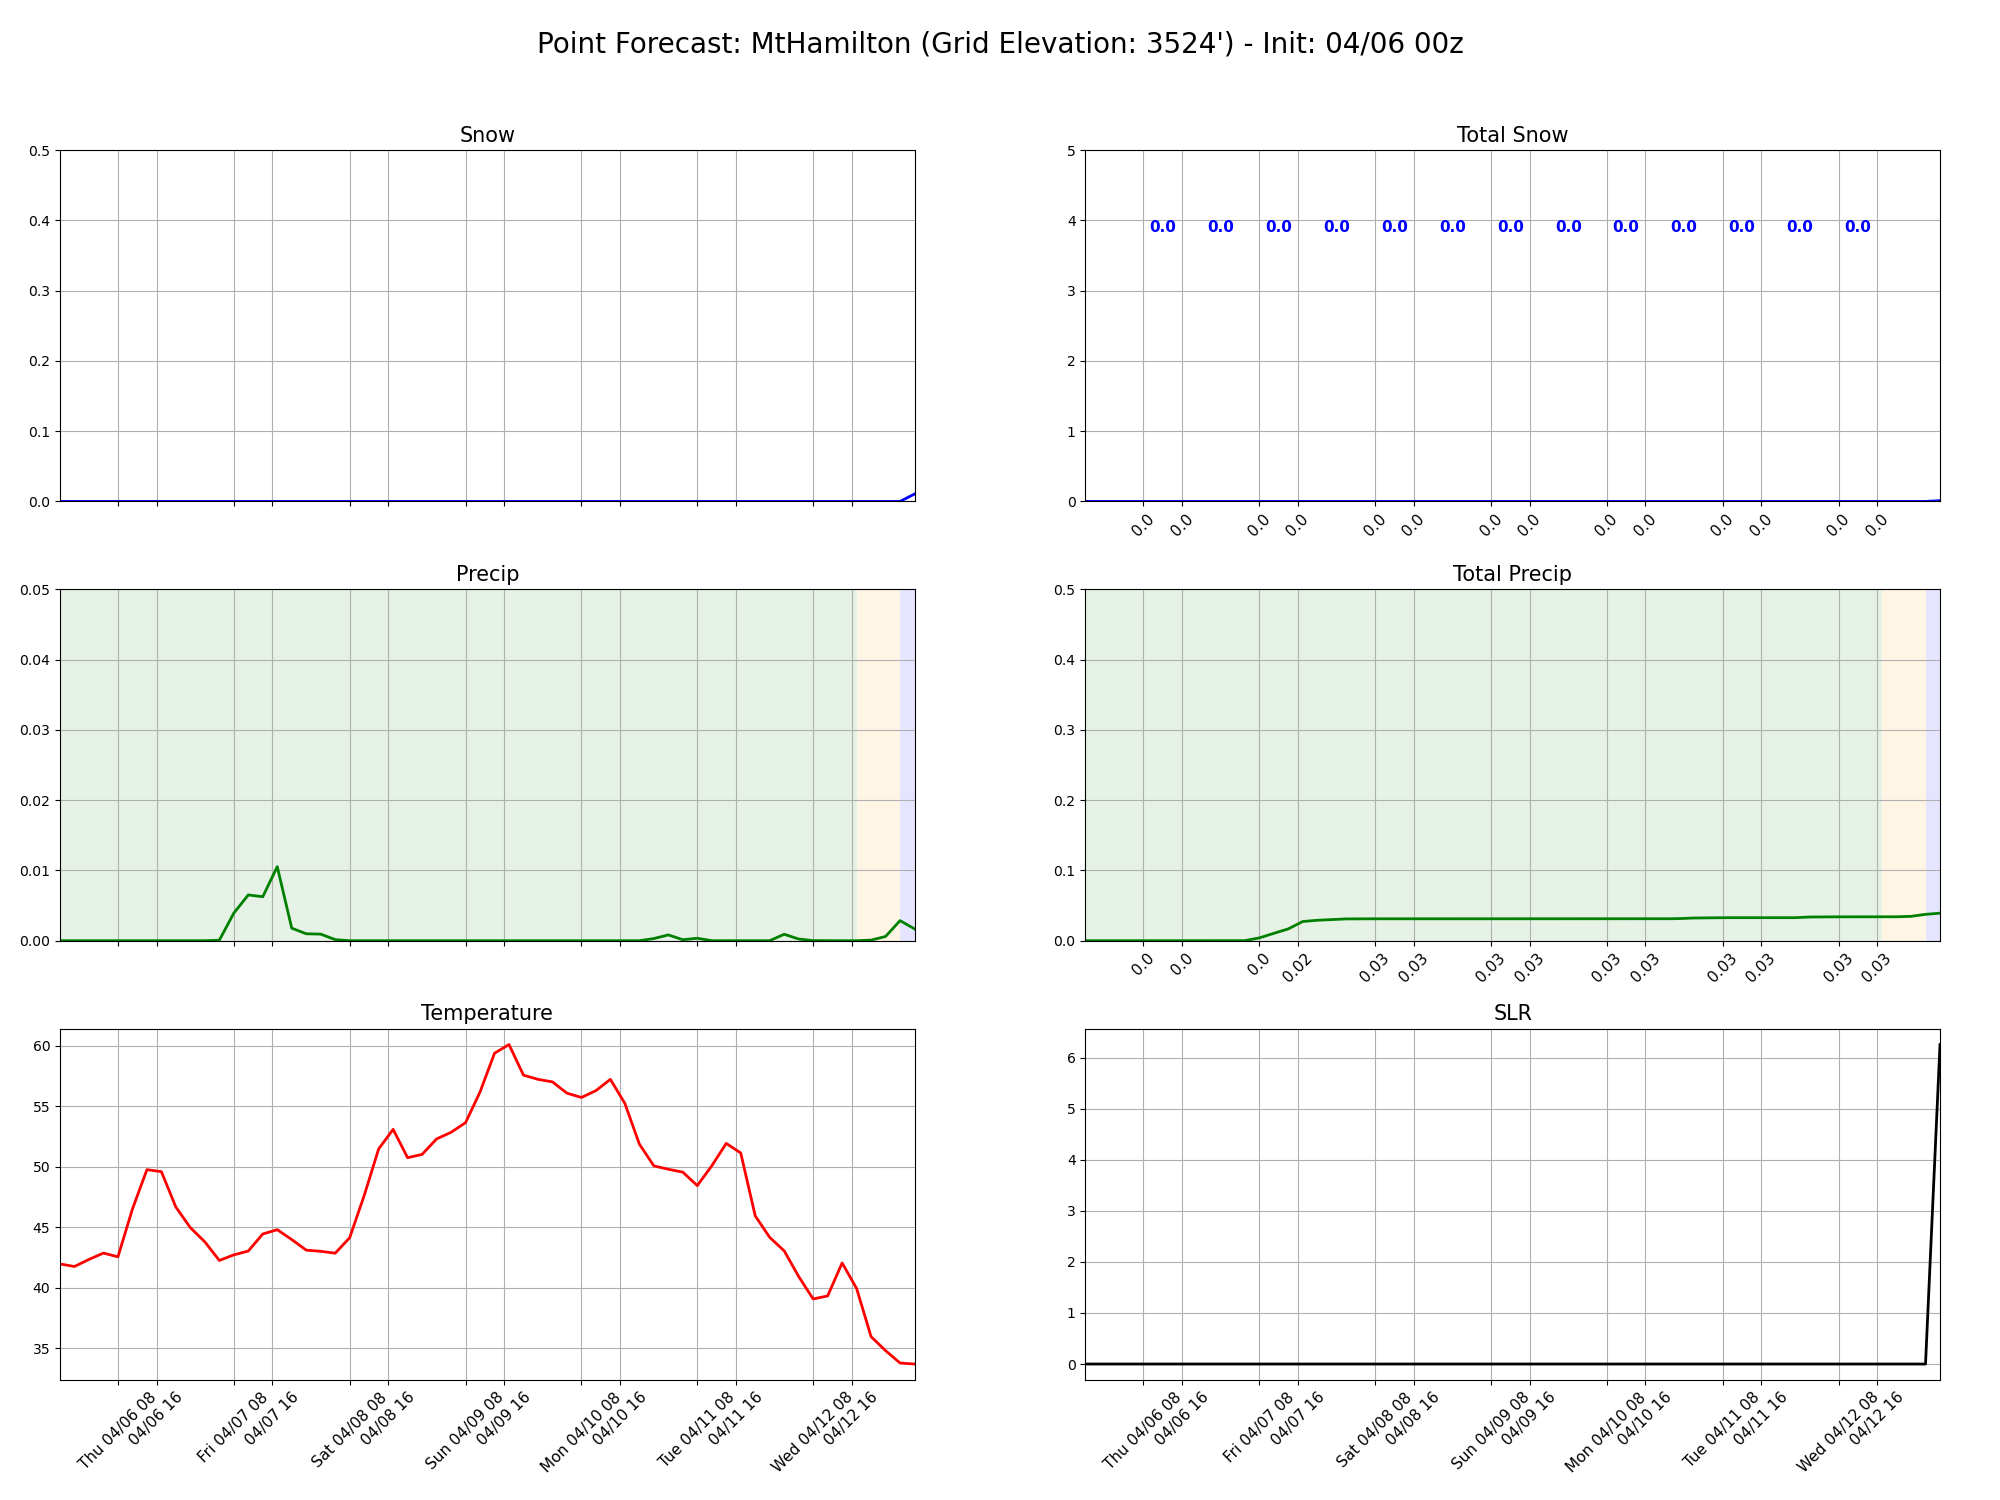 Point Forecast: MtHamilton (Grid Elevation: 3524') - Init: 04/06 00z
Snow
0.5
0.4
0.3
0.2
0.1
0.0
Total Snow
5
4
3
2
1
0
0.0 0.0 0.0 0.0 0.0 0.0 0.0 0.0 0.0 0.0 0.0 0.0 0.0
0.0 0.0 0.0 0.0 0.0 0.0 0.0 0.0 0.0 0.0 0.0 0.0 0.0 0.0
Precip
0.05
0.04
0.03
0.02
0.01
0.00
Total Precip
0.5
0.4
0.3
0.2
0.1
0.0
0.0 0.0 0.0 0.02 0.03 0.03 0.03 0.03 0.03 0.03 0.03 0.03 0.03 0.03
Temperature
60
55
50
45
40
35
Thu 04/06 08
04/06 16
Fri 04/07 08
04/07 16
Sat 04/08 08
04/08 16
Sun 04/09 08
04/09 16
Mon 04/10 08
04/10 16
Tue 04/11 08
04/11 16
Wed 04/12 08
04/12 16
SLR
6
5
4
3
2
1
0
Thu 04/06 08
04/06 16
Fri 04/07 08
04/07 16
Sat 04/08 08
04/08 16
Sun 04/09 08
04/09 16
Mon 04/10 08
04/10 16
Tue 04/11 08
04/11 16
Wed 04/12 08
04/12 16